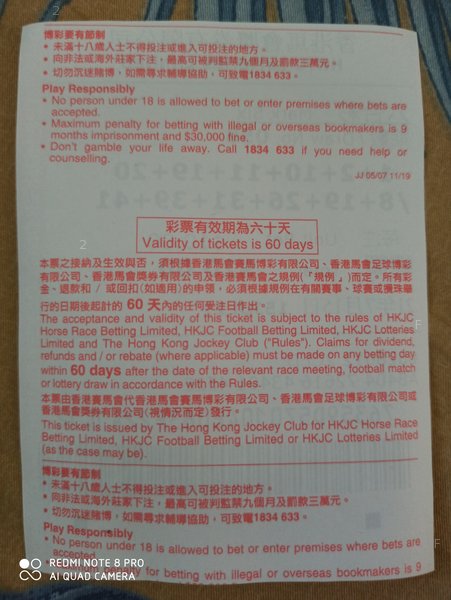 博彩要有節制
• 未滿十八歲人士不得投注或進入可投注的地方。
• 向非法或海外莊家下注，最高可被判監禁九個月及罰款三萬元。
• 切勿沉迷賭博，如需尋求輔導協助，可致電1834 633。
Play Responsibly
• No person under 18 is allowed to bet or enter premises where bets are
accepted.
• Maximum penalty for betting with illegal or overseas bookmakers is 9
months imprisonment and $30,000 fine.
• Don't gamble your life away. Call 1834 633 if you need help or
counselling.
JJ 05/07 11/19
彩票有效期為六十天
Validity of tickets is 60 days
本票之接納及生效與否，須根據香港馬會賽馬博彩有限公司、香港馬會足球博彩
有限公司、香港馬會獎券有限公司及香港賽馬會之規例(「規例」)而定。所有彩
金、退款和 / 或回扣(如適用)的申領，必須根據規例在有關賽事、球賽或攪珠舉
行的日期後起計的 60 天內的任何受注日作出。
The acceptance and validity of this ticket is subject to the rules of HKJC
Horse Race Betting Limited, HKJC Football Betting Limited, HKJC Lotteries
Limited and The Hong Kong Jockey Club ("Rules"). Claims for dividend,
refunds and / or rebate (where applicable) must be made on any betting day
within 60 days after the date of the relevant race meeting, football match
or lottery draw in accordance with the Rules.
本票由香港賽馬會代香港馬會賽馬博彩有限公司、香港馬會足球博彩有限公司或
香港馬會獎券有限公司(視情況而定)發行。
This ticket is issued by The Hong Kong Jockey Club for HKJC Horse Race
Betting Limited, HKJC Football Betting Limited or HKJC Lotteries Limited
(as the case may be).
博彩要有節制
• 未滿十八歲人士不得投注或進入可投注的地方。
• 向非法或海外莊家下注，最高可被判監禁九個月及罰款三萬元。
• 切勿沉迷賭博，如需尋求輔導協助，可致電1834 633。
Play Responsibly
• No person under 18 is allowed to bet or enter premises where bets are
accepted.
penalty for betting with illegal or overseas bookmakers is 9
REDMI NOTE 8 PRO
AI QUAD CAMERA